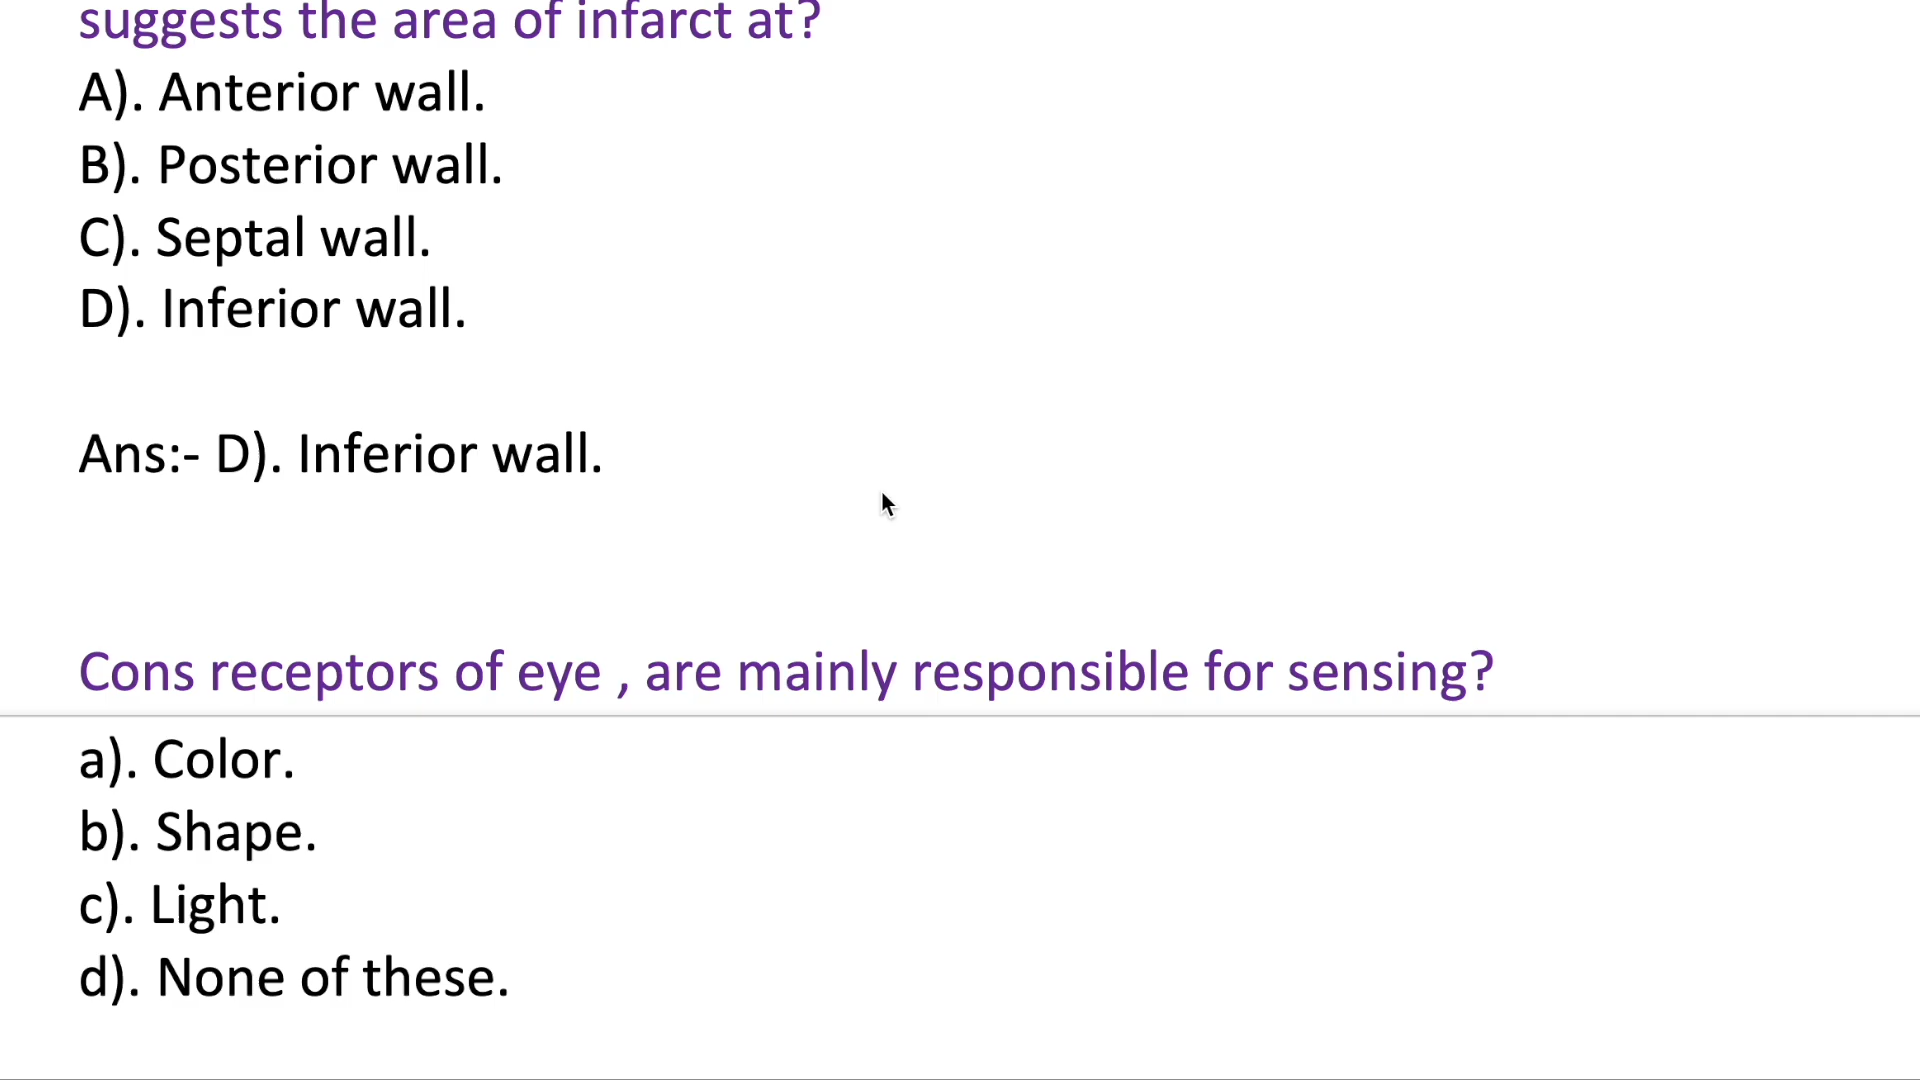 suggests the area of infarct at?
A). Anterior wall.
B). Posterior wall.
C). Septal wall.
D). Inferior wall.
Ans:- D). Inferior wall.
Cons receptors of eye , are mainly responsible for sensing?
a). Color.
b). Shape.
c). Light.
d). None of these.